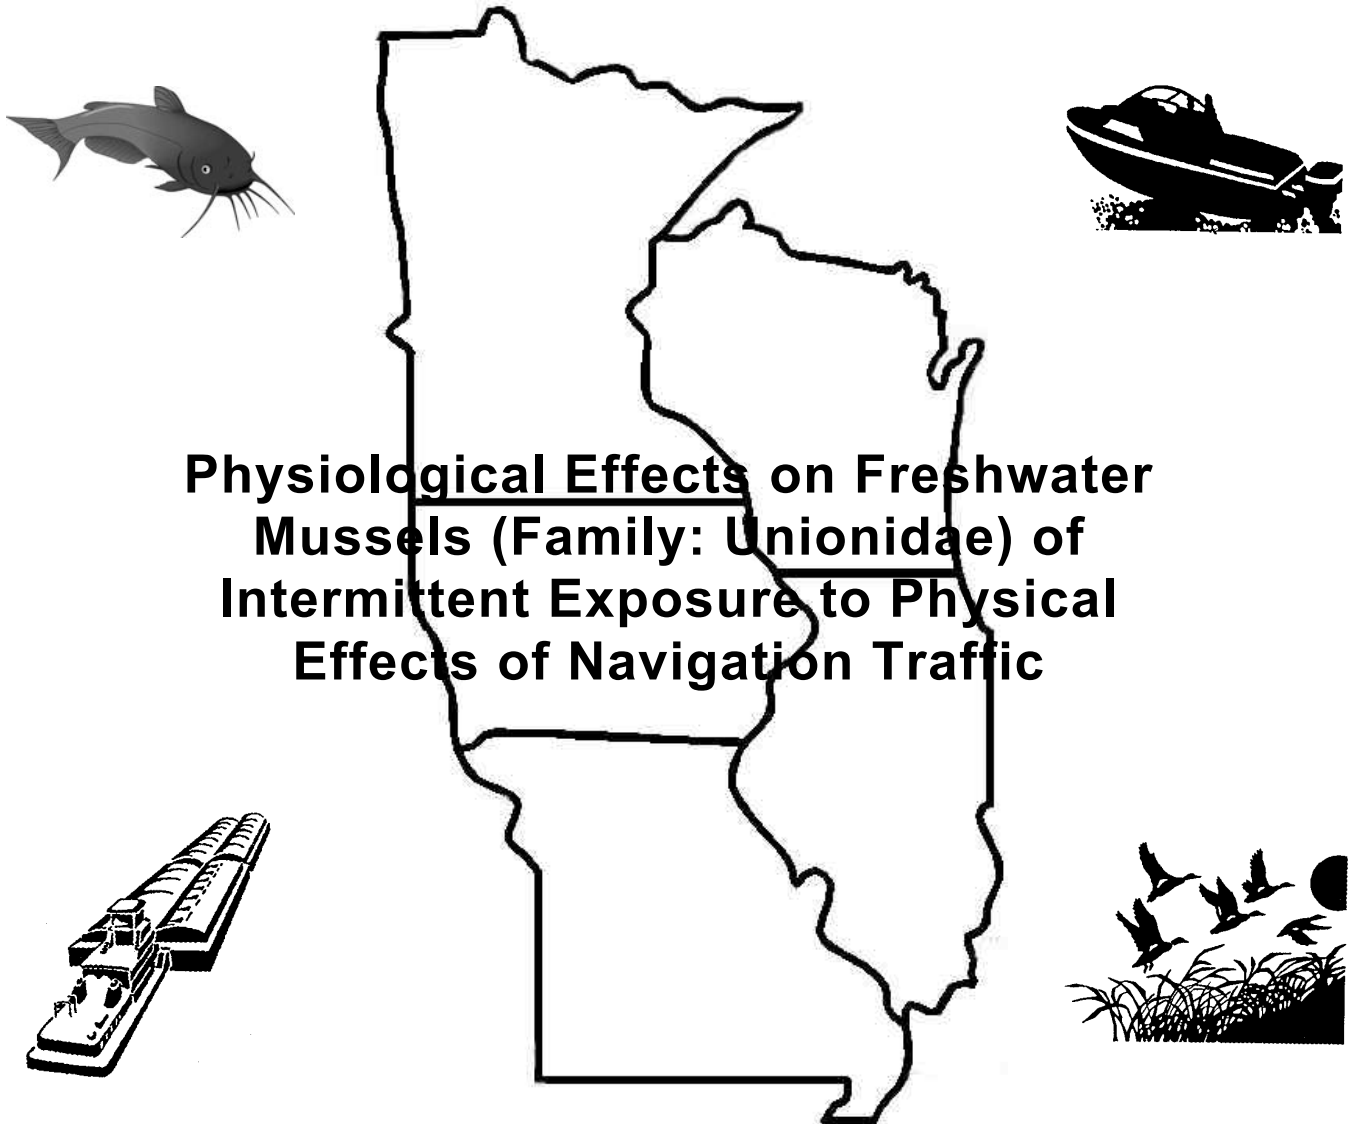 Physiological Effects on Freshwater
Mussels (Family: Unionidae) of
Intermittent Exposure to Physical
Effects of Navigation Traffic